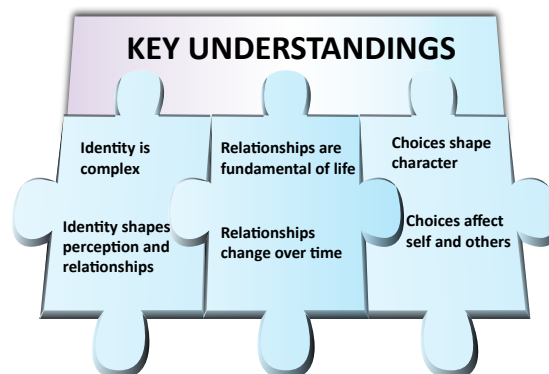 KEY UNDERSTANDINGS
Identity is
complex
Identity shapes
perception and
relationships
Relationships are
fundamental of life
Relationships
change over time
Choices shape
character
Choices affect
self and others